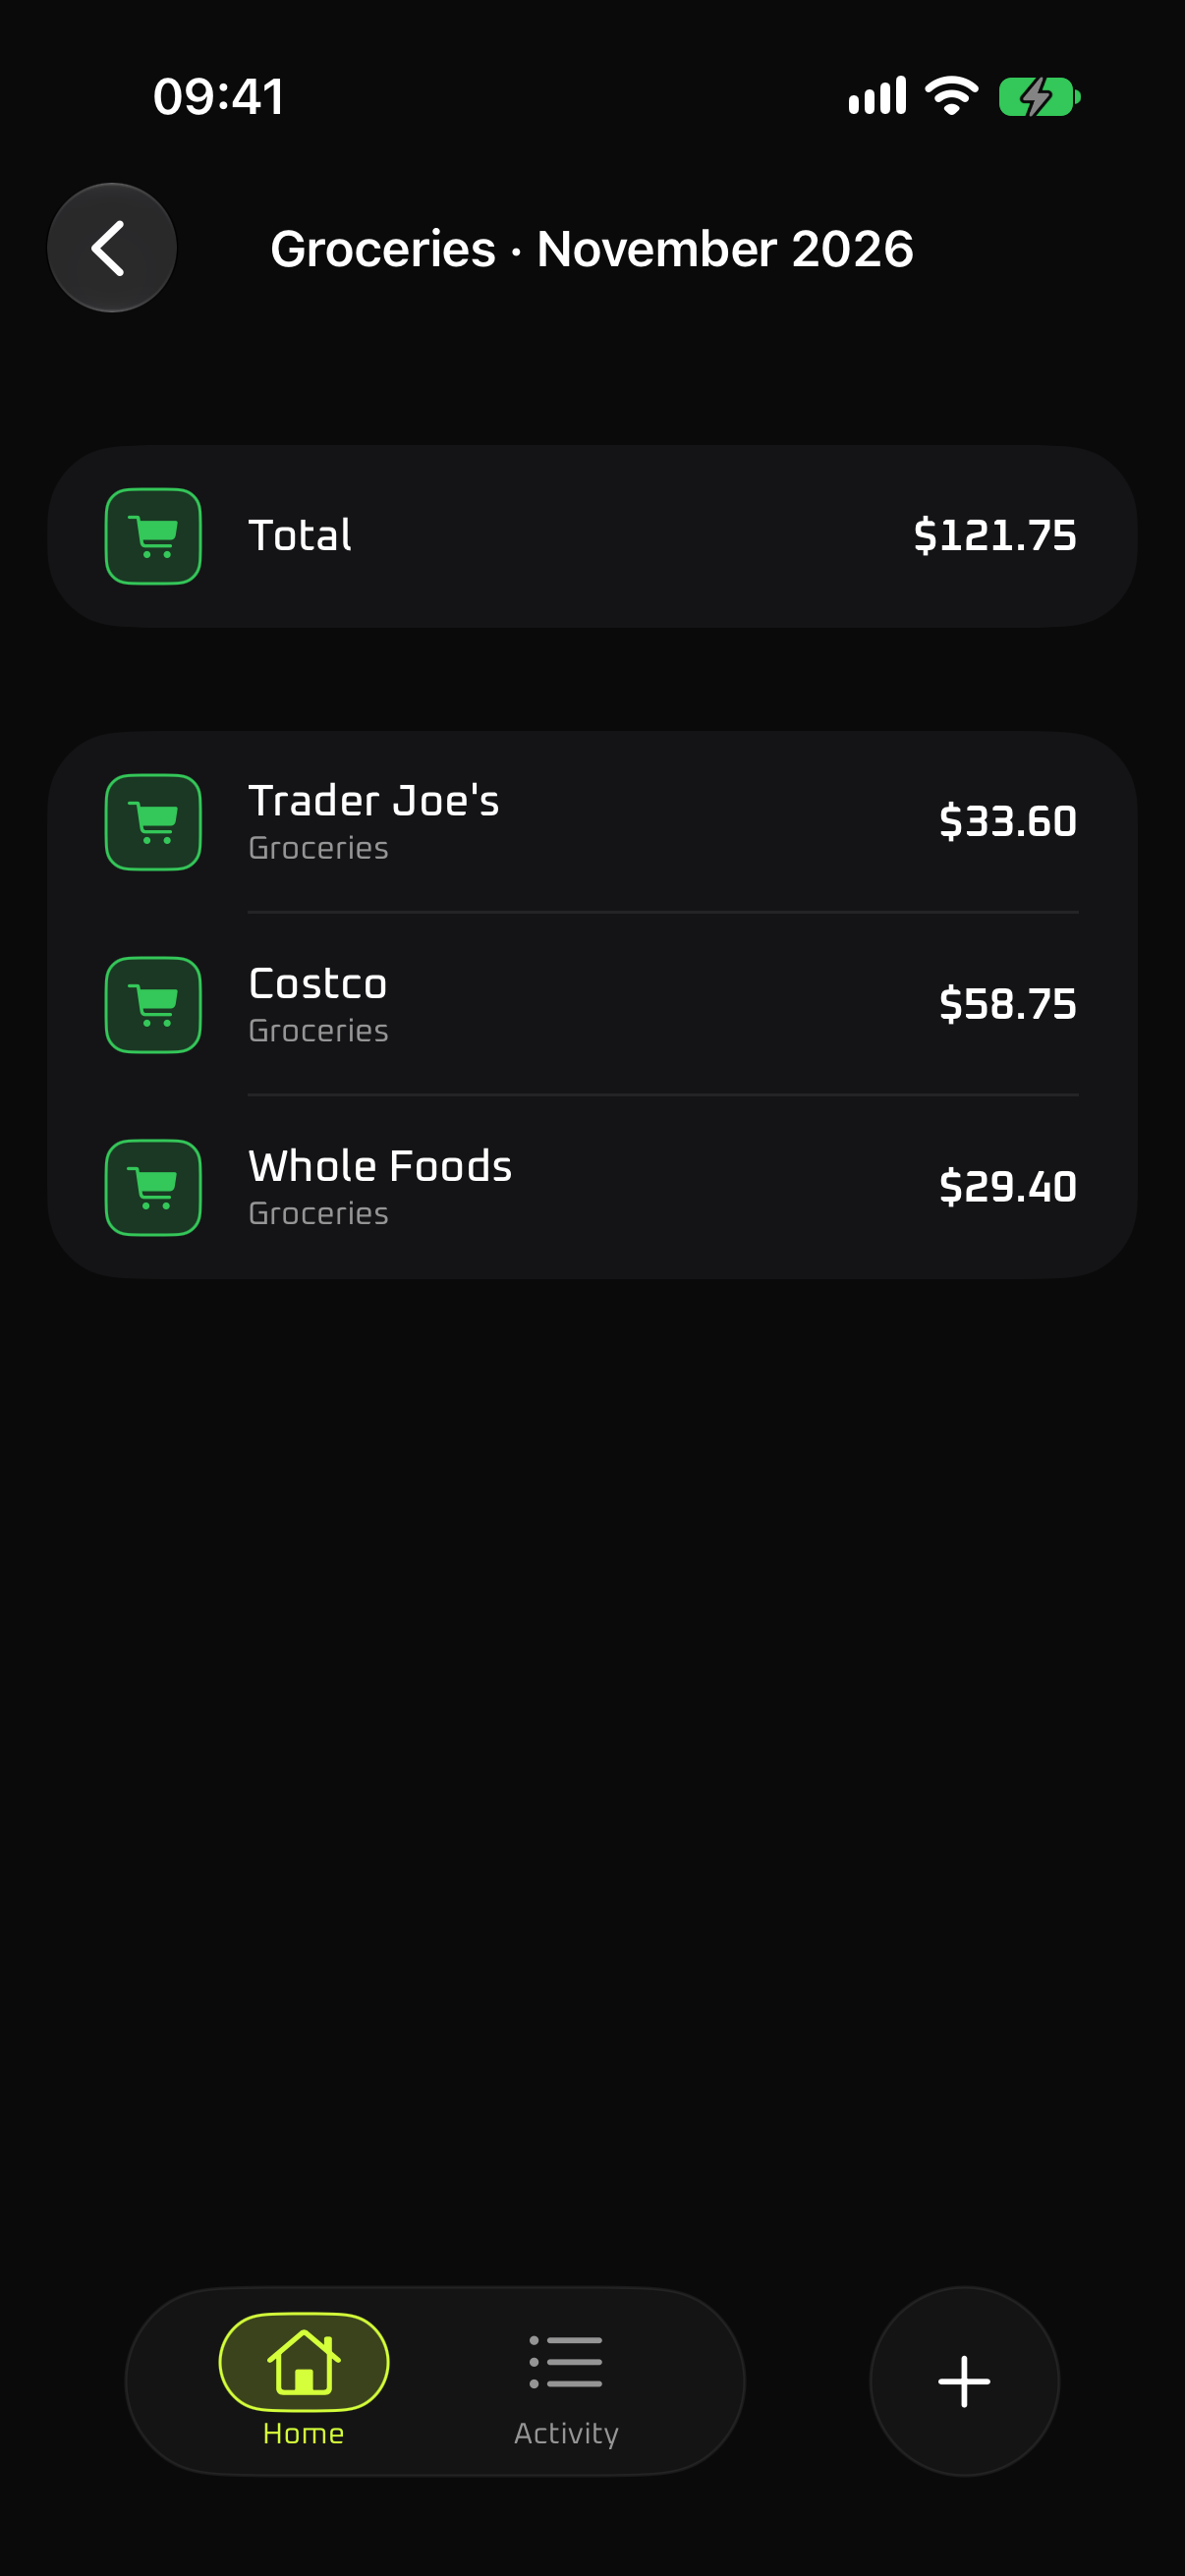 09:41
Groceries · November 2026
Total
$121.75
Trader Joe's
Groceries
$33.60
Costco
Groceries
$58.75
Whole Foods
Groceries
$29.40
Home
Activity